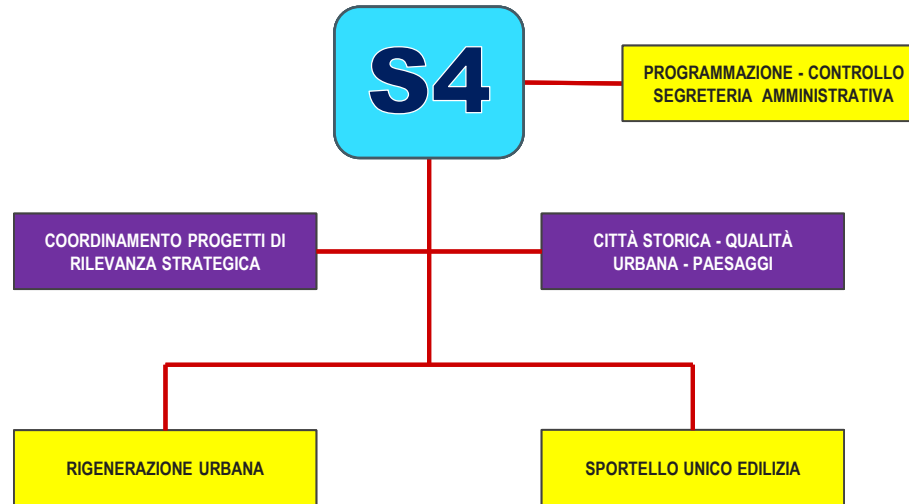 S4
PROGRAMMAZIONE - CONTROLLO
SEGRETERIA AMMINISTRATIVA
COORDINAMENTO PROGETTI DI
RILEVANZA STRATEGICA
CITTÀ STORICA - QUALITÀ
URBANA - PAESAGGI
RIGENERAZIONE URBANA
SPORTELLO UNICO EDILIZIA